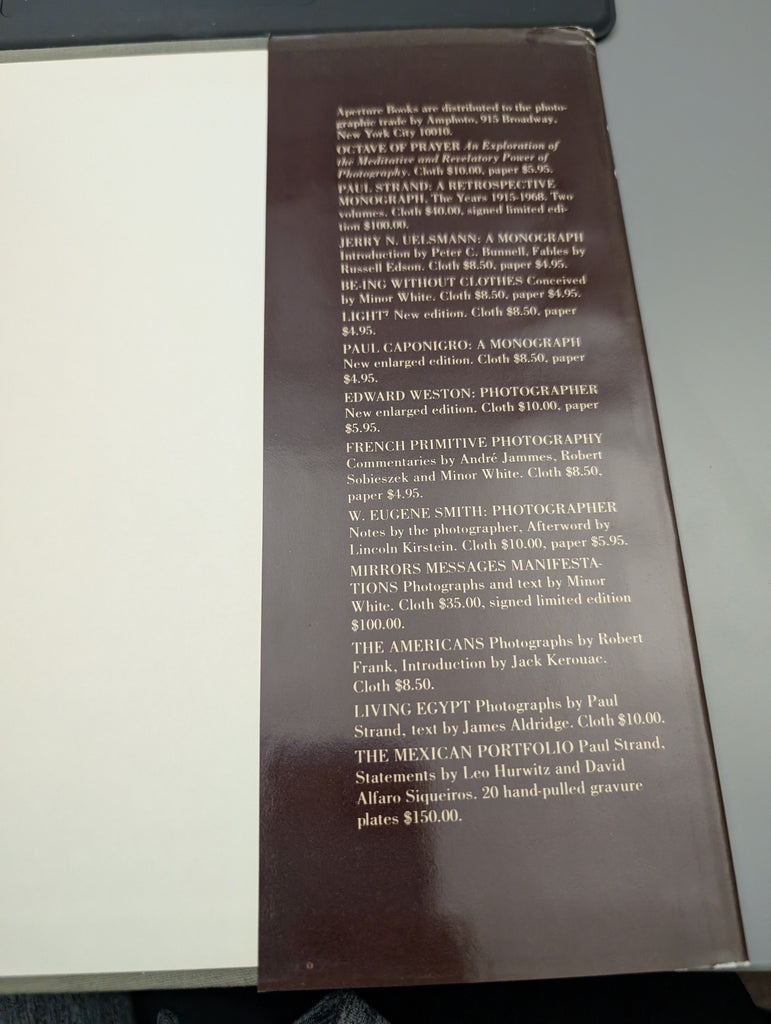 Aperture Books are distributed to the photo-
graphic trade by Amphoto, 915 Broadway,
New York City 10010.
OCTAVE OF PRAYER An Exploration of
the Meditative and Revelatory Power of
Photography. Cloth $10.00, paper $5.95.
PAUL STRAND: A RETROSPECTIVE
MONOGRAPH, The Years 1915-1968. Two
volumes. Cloth $40.00, signed limited edi-
tion $100.00.
JERRY N. UELSMANN: A MONOGRAPH
Introduction by Peter C. Bunnell, Fables by
Russell Edson. Cloth $8.50, paper $4.95.
BE-ING WITHOUT CLOTHES Conceived
by Minor White. Cloth $8.50, paper $4.95.
LIGHT⁷ New edition. Cloth $8.50, paper
$4.95.
PAUL CAPONIGRO: A MONOGRAPH
New enlarged edition. Cloth $8.50, paper
$4.95.
EDWARD WESTON: PHOTOGRAPHER
New enlarged edition. Cloth $10.00, paper
$5.95.
FRENCH PRIMITIVE PHOTOGRAPHY
Commentaries by André Jammes, Robert
Sobieszek and Minor White. Cloth $8.50,
paper $4.95.
W. EUGENE SMITH: PHOTOGRAPHER
Notes by the photographer, Afterword by
Lincoln Kirstein. Cloth $10.00, paper $5.95.
MIRRORS MESSAGES MANIFESTA-
TIONS Photographs and text by Minor
White. Cloth $35.00, signed limited edition
$100.00.
THE AMERICANS Photographs by Robert
Frank, Introduction by Jack Kerouac.
Cloth $8.50.
LIVING EGYPT Photographs by Paul
Strand, text by James Aldridge. Cloth $10.00.
THE MEXICAN PORTFOLIO Paul Strand,
Statements by Leo Hurwitz and David
Alfaro Siqueiros. 20 hand-pulled gravure
plates $150.00.